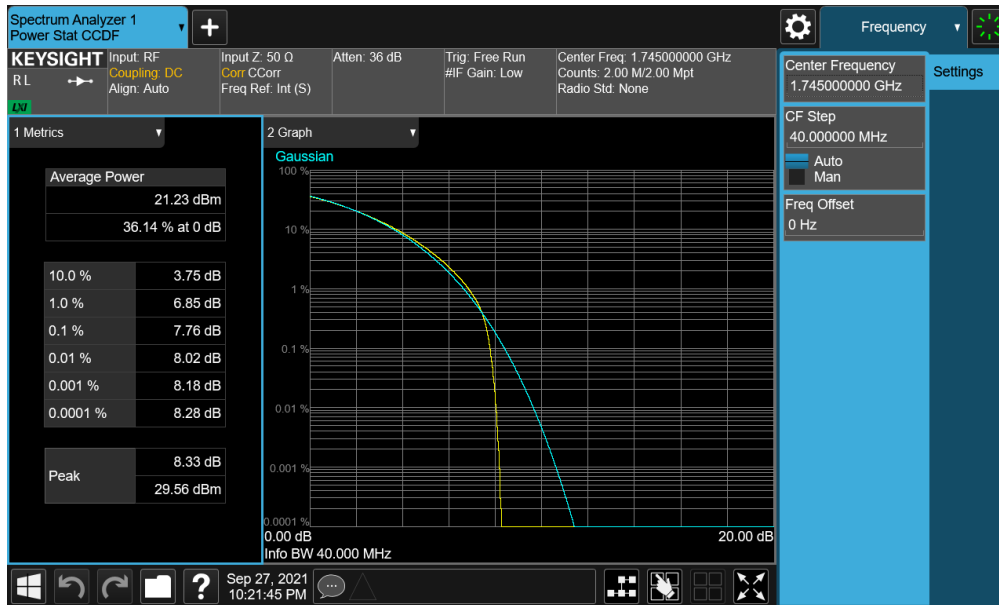 Spectrum Analyzer 1
Power Stat CCDF
Frequency
KEYSIGHT
R L
LXI
Input: RF
Coupling: DC
Align: Auto
Input Z: 50 Ω
Corr CCorr
Freq Ref: Int (S)
Atten: 36 dB
Trig: Free Run
#IF Gain: Low
Center Freq: 1.745000000 GHz
Counts: 2.00 M/2.00 Mpt
Radio Std: None
Center Frequency
1.745000000 GHz
Settings
CF Step
40.000000 MHz
Auto
Man
Freq Offset
0 Hz
1 Metrics
Average Power
21.23 dBm
36.14 % at 0 dB
10.0 % 3.75 dB
1.0 % 6.85 dB
0.1 % 7.76 dB
0.01 % 8.02 dB
0.001 % 8.18 dB
0.0001 % 8.28 dB
Peak
8.33 dB
29.56 dBm
2 Graph
Gaussian
100 %
10 %
1 %
0.1 %
0.01 %
0.001 %
0.0001 %
0.00 dB 20.00 dB
Info BW 40.000 MHz
Sep 27, 2021
10:21:45 PM